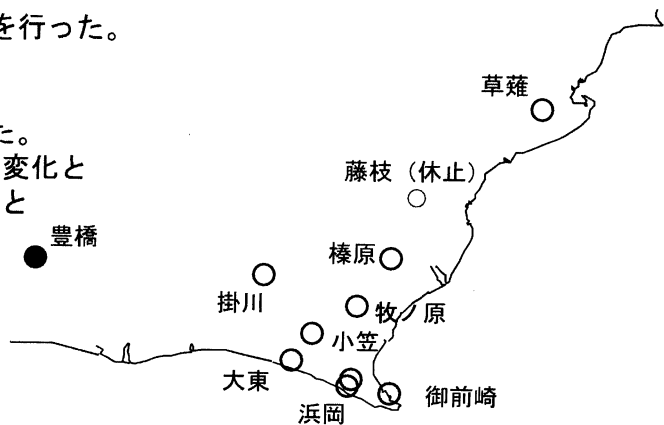 を行った。
た。
変化と
と
草薙
藤枝（休止）
豊橋
榛原
掛川
牧ノ原
小笠
大東
浜岡
御前崎